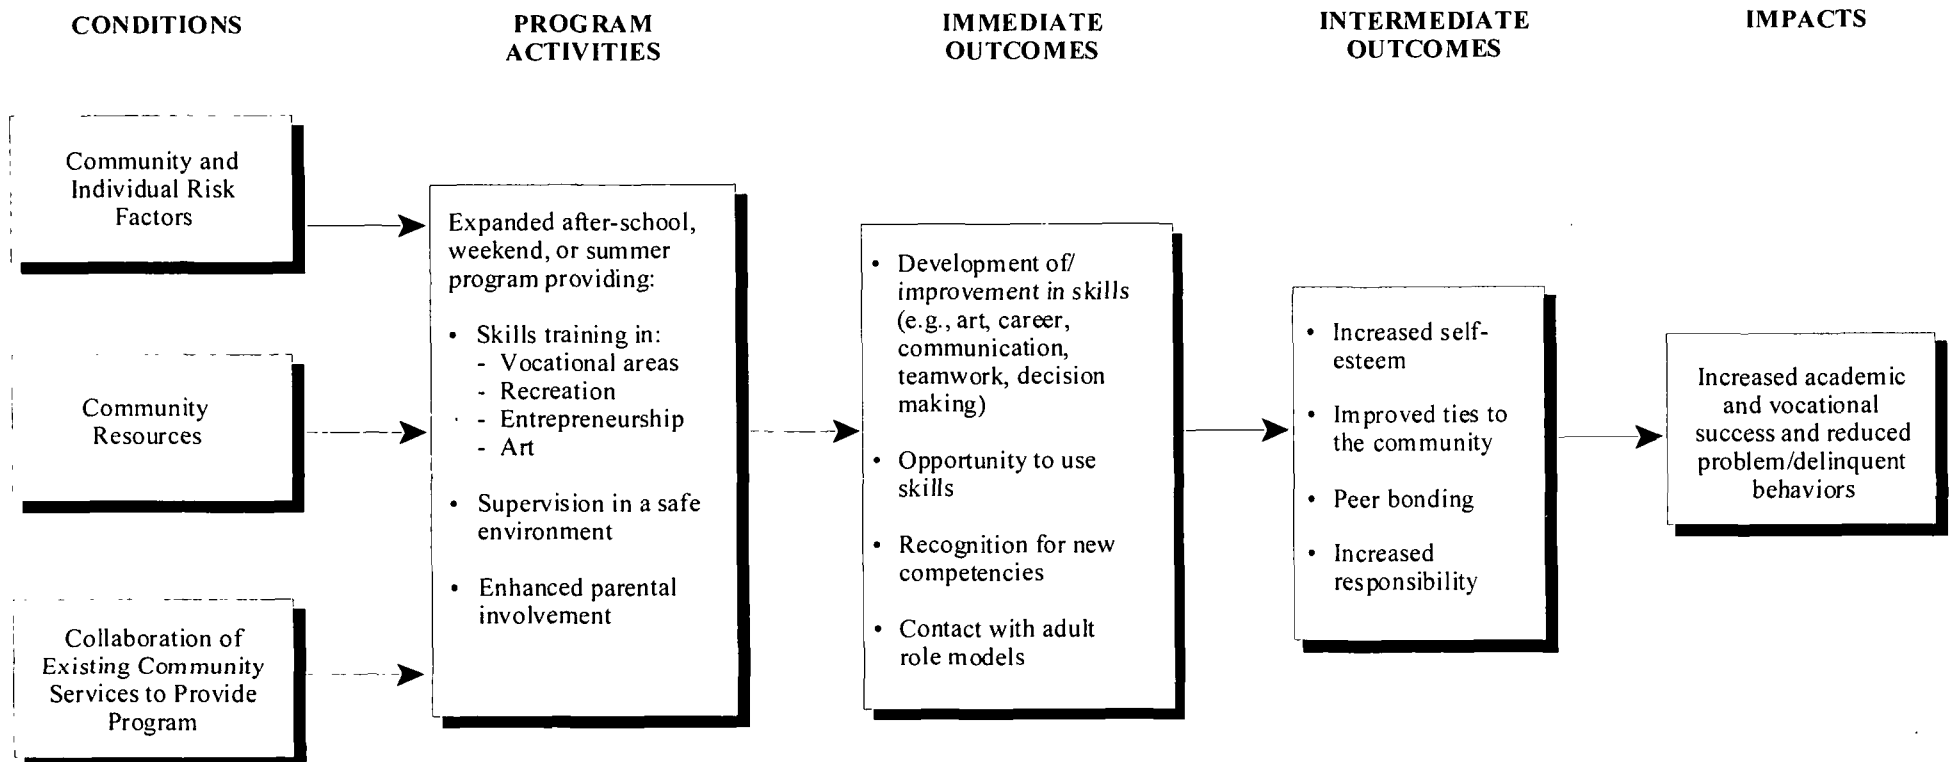 CONDITIONS
PROGRAM
ACTIVITIES
IMMEDIATE
OUTCOMES
INTERMEDIATE
OUTCOMES
IMPACTS
Community and
Individual Risk
Factors
Community
Resources
Collaboration of
Existing Community
Services to Provide
Program
Expanded after-school,
weekend, or summer
program providing:
• Skills training in:
- Vocational areas
- Recreation
- Entrepreneurship
- Art
• Supervision in a safe
environment
• Enhanced parental
involvement
• Development of/
improvement in skills
(e.g., art, career,
communication,
teamwork, decision
making)
• Opportunity to use
skills
• Recognition for new
competencies
• Contact with adult
role models
• Increased self-
esteem
• Improved ties to
the community
• Peer bonding
• Increased
responsibility
Increased academic
and vocational
success and reduced
problem/delinquent
behaviors